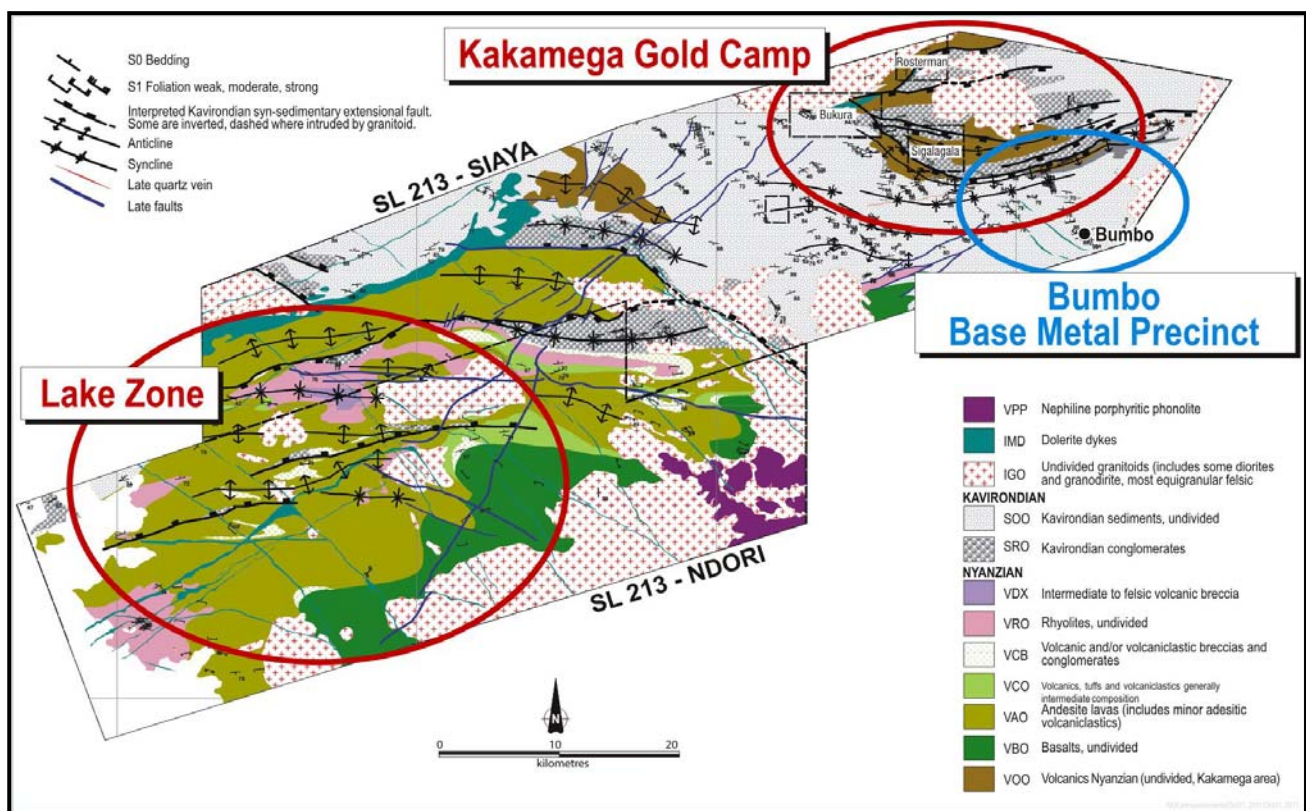 Kakamega Gold Camp
S0 Bedding
S1 Foliation weak, moderate, strong
Interpreted Kavirondian syn-sedimentary extensional fault.
Some are inverted, dashed where intruded by granitoid.
Anticline
Syncline
Late quartz vein
Late faults
Rosterman
Bukura
Sigalagala
SL 213 - SIAYA
Bumbo
Bumbo
Base Metal Precinct
Lake Zone
SL 213 - NDORI
N
0 10 20
kilometres
VPP Nephiline porphyritic phonolite
IMD Dolerite dykes
IGO Undivided granitoids (includes some diorites
and granodirite, most equigranular felsic
KAVIRONDIAN
SOO Kavirondian sediments, undivided
SRO Kavirondian conglomerates
NYANZIAN
VDX Intermediate to felsic volcanic breccia
VRO Rhyolites, undivided
VCB Volcanic and/or volcaniclastic breccias and
conglomerates
VCO Volcanics, tuffs and volcaniclastics generally
intermediate composition
VAO Andesite lavas (includes minor adesitic
volcaniclastics)
VBO Basalts, undivided
VOO Volcanics Nyanzian (undivided, Kakamega area)